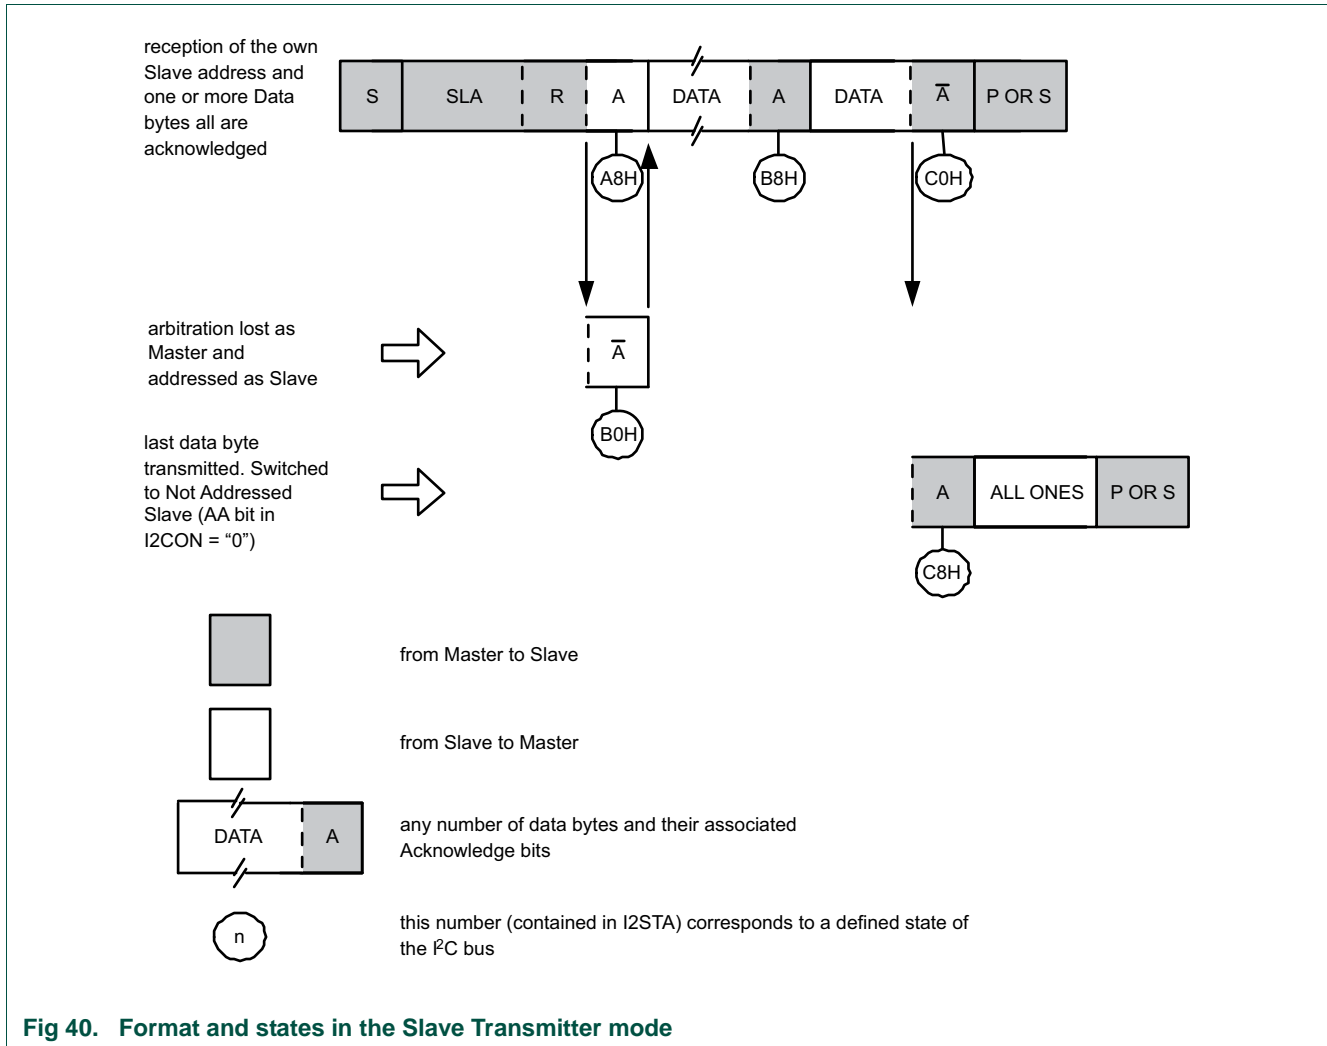 reception of the own
Slave address and
one or more Data
bytes all are
acknowledged
S SLA R A DATA A DATA A̅ P OR S
A8H B8H C0H
arbitration lost as
Master and
addressed as Slave
A̅
B0H
last data byte
transmitted. Switched
to Not Addressed
Slave (AA bit in
I2CON = “0”)
A ALL ONES P OR S
C8H
from Master to Slave
from Slave to Master
DATA A
any number of data bytes and their associated
Acknowledge bits
n
this number (contained in I2STA) corresponds to a defined state of
the I²C bus
Fig 40. Format and states in the Slave Transmitter mode